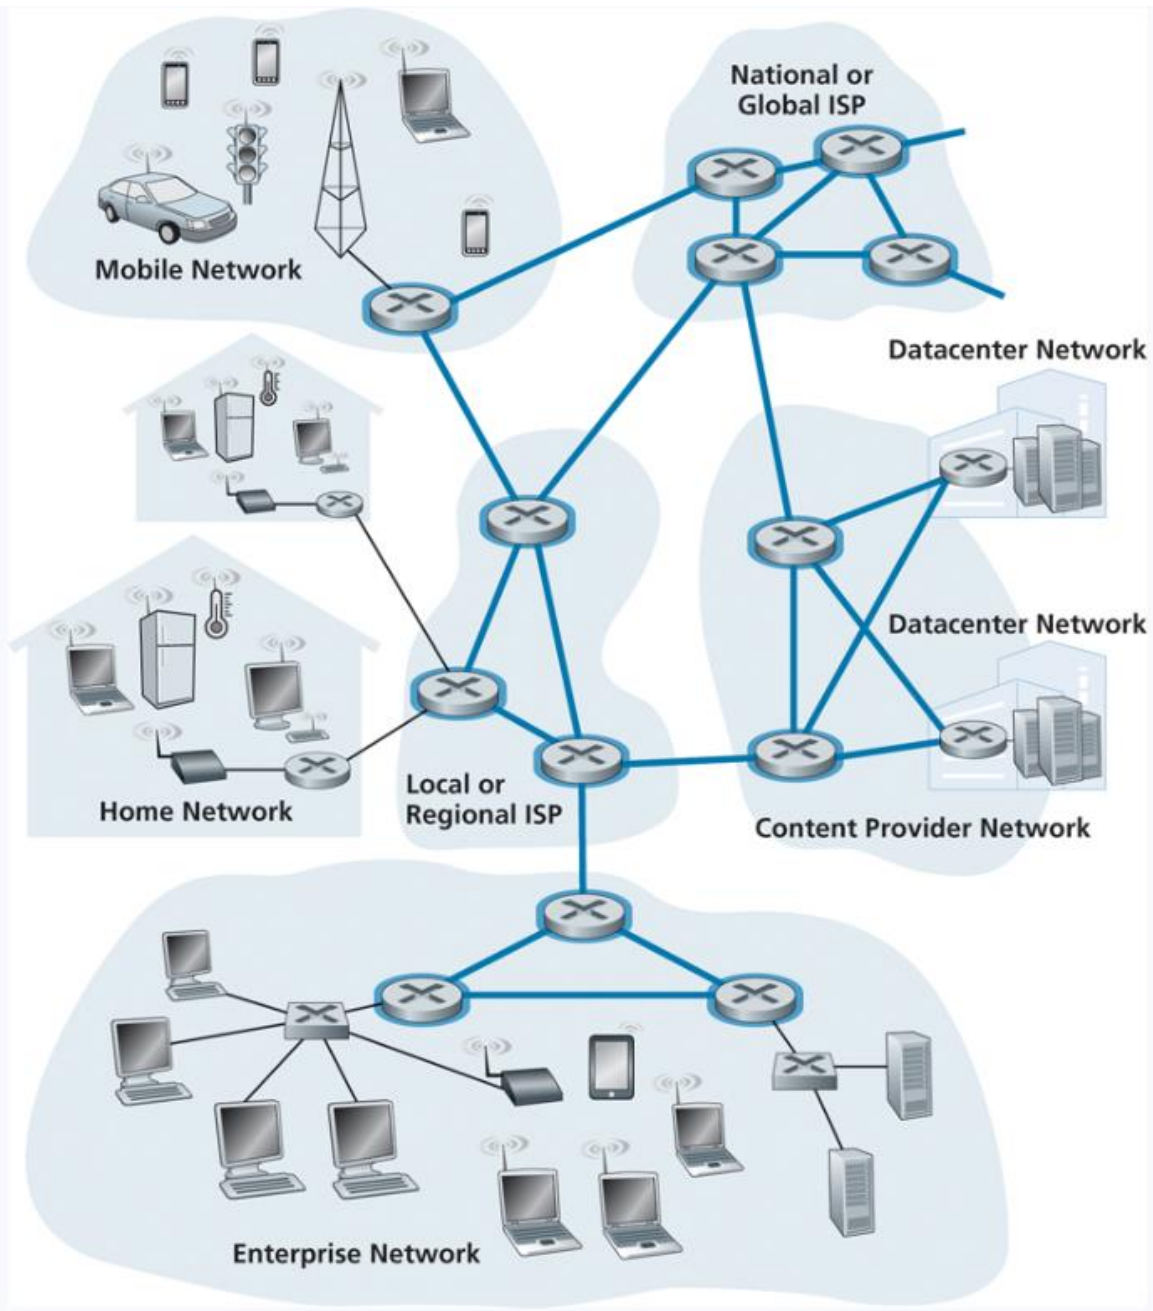 National or
Global ISP
Mobile Network
Datacenter Network
Datacenter Network
Home Network
Local or
Regional ISP
Content Provider Network
Enterprise Network